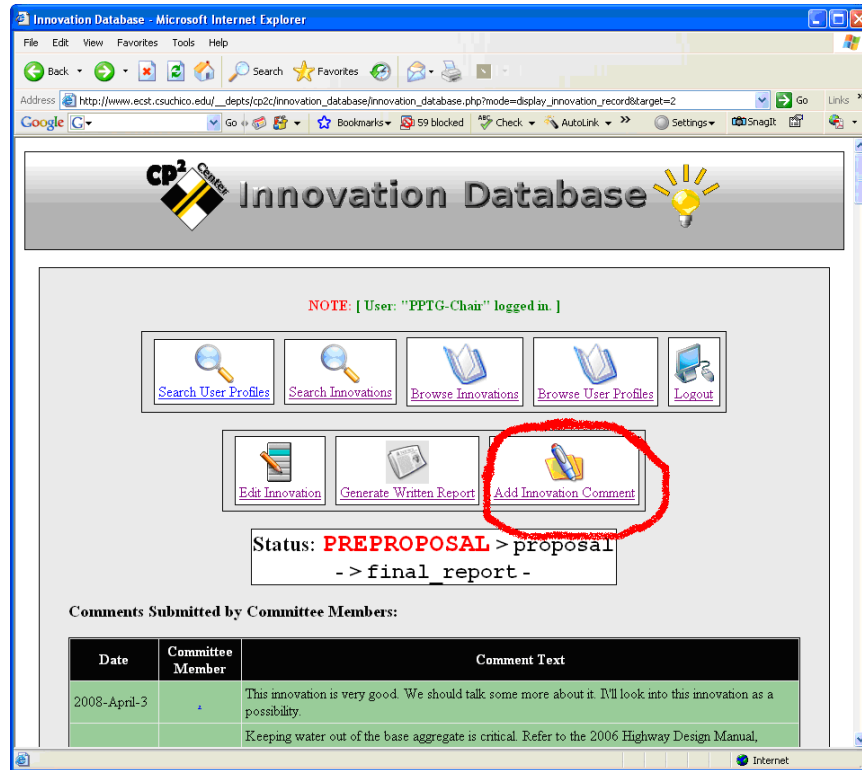 Innovation Database - Microsoft Internet Explorer
File Edit View Favorites Tools Help
Back Search Favorites
Address http://www.ecst.csuchico.edu/__depts/cp2c/innovation_database/innovation_database.php?mode=display_innovation_record&target=2 Go Links »
Google G Go Bookmarks 59 blocked ABC Check AutoLink » Settings SnagIt
CP2 Center Innovation Database
NOTE: [ User: "PPTG-Chair" logged in. ]
Search User Profiles Search Innovations Browse Innovations Browse User Profiles Logout
Edit Innovation Generate Written Report Add Innovation Comment
Status: PREPROPOSAL > proposal
- > final_report -
Comments Submitted by Committee Members:
Date Committee Member Comment Text
2008-April-3 . This innovation is very good. We should talk some more about it. I\'ll look into this innovation as a
possibility.
Keeping water out of the base aggregate is critical. Refer to the 2006 Highway Design Manual,
Internet